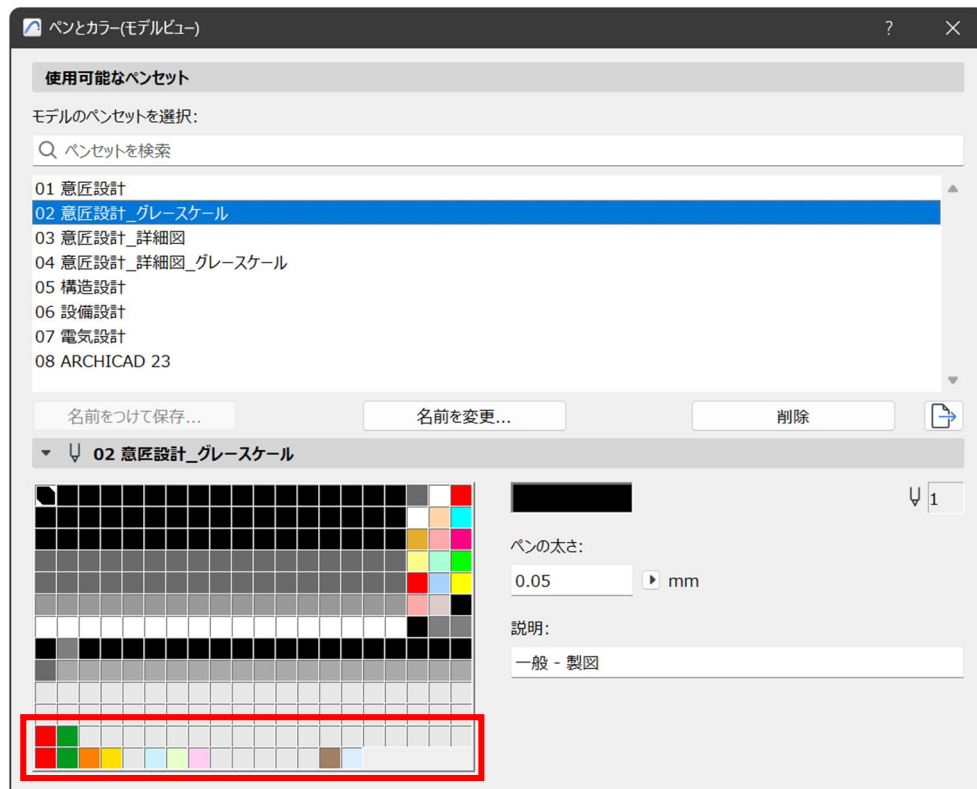 ペンとカラー(モデルビュー)
?
使用可能なペンセット
モデルのペンセットを選択:
ペンセットを検索
01 意匠設計
02 意匠設計_グレースケール
03 意匠設計_詳細図
04 意匠設計_詳細図_グレースケール
05 構造設計
06 設備設計
07 電気設計
08 ARCHICAD 23
名前をつけて保存... 名前を変更... 削除
02 意匠設計_グレースケール
1
ペンの太さ:
0.05 mm
説明:
一般 - 製図